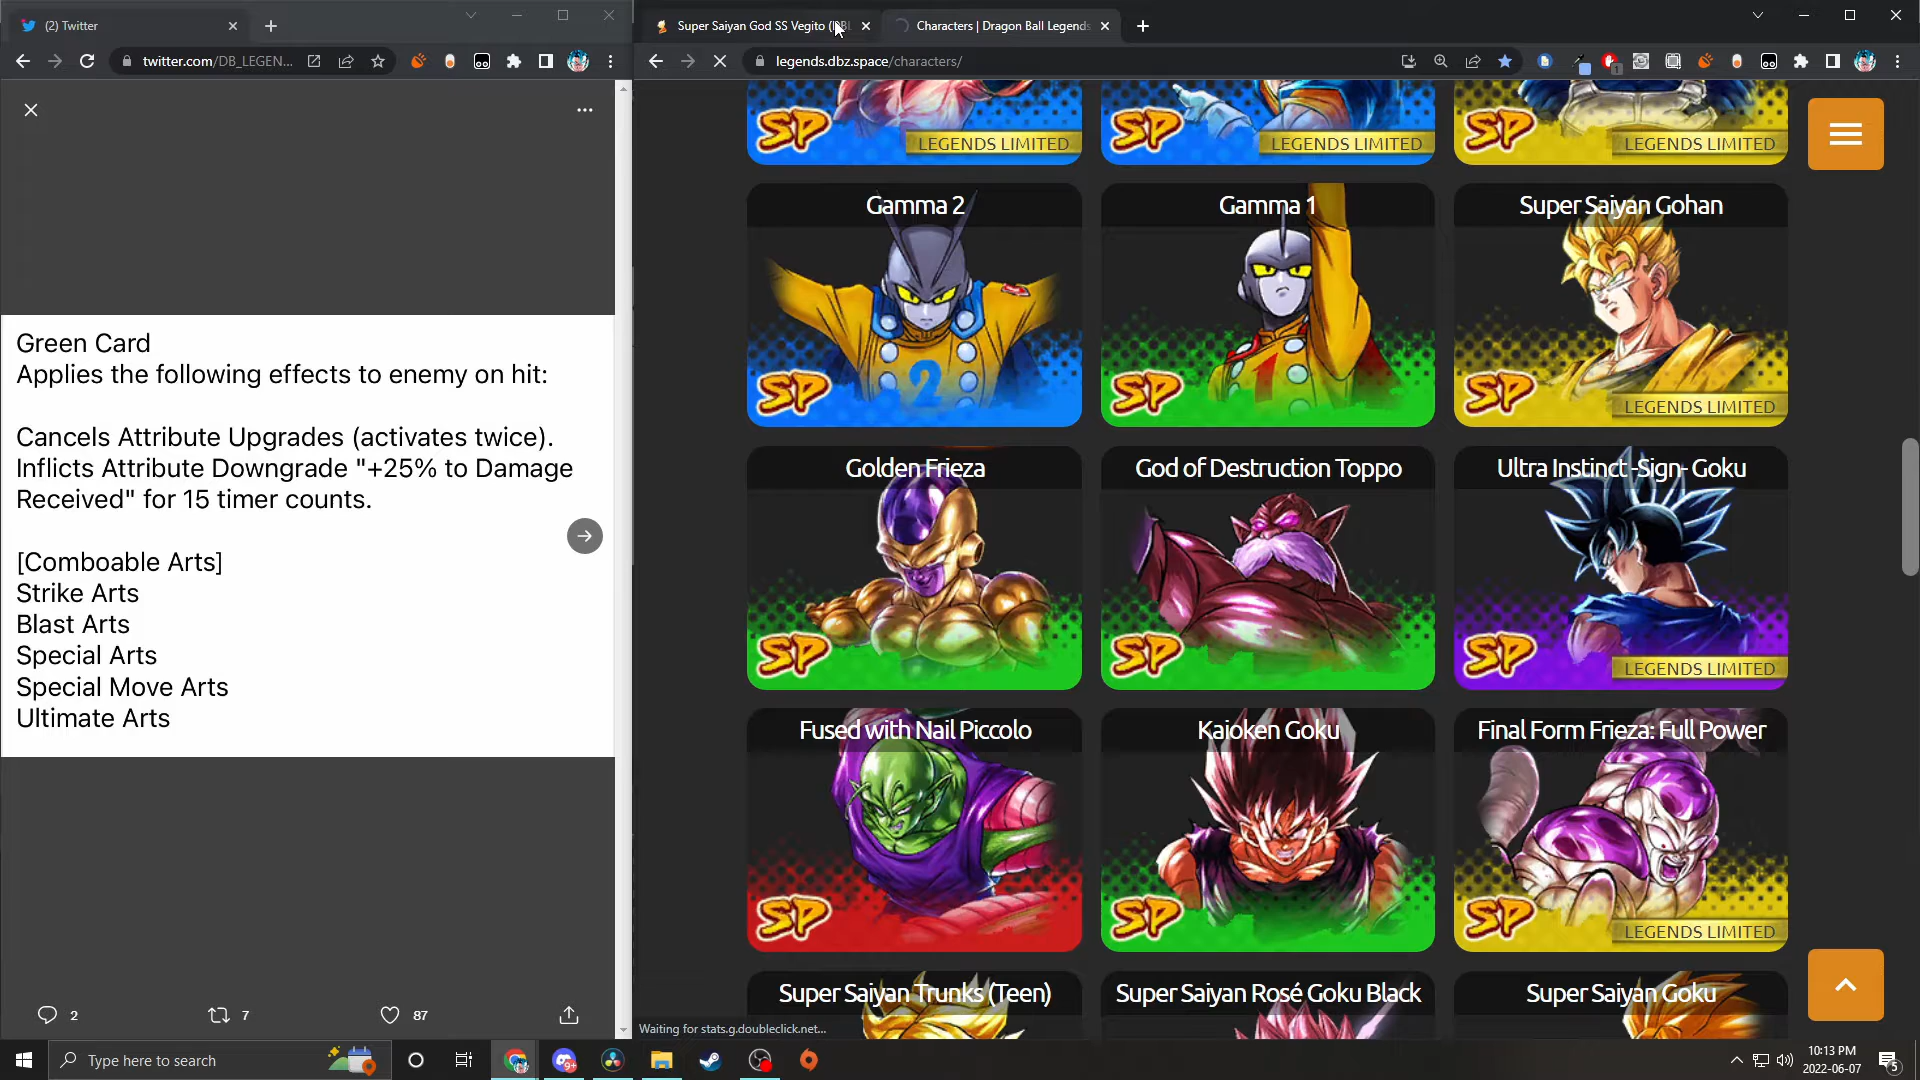 (2) Twitter
Super Saiyan God SS Vegito (DBL
Characters | Dragon Ball Legends
twitter.com/DB_LEGEN...
legends.dbz.space/characters/
SP
LEGENDS LIMITED
SP
LEGENDS LIMITED
SP
LEGENDS LIMITED
Green Card
Applies the following effects to enemy on hit:
Cancels Attribute Upgrades (activates twice).
Inflicts Attribute Downgrade "+25% to Damage
Received" for 15 timer counts.
[Comboable Arts]
Strike Arts
Blast Arts
Special Arts
Special Move Arts
Ultimate Arts
2
7
87
Gamma 2
2
SP
Gamma 1
1
SP
Super Saiyan Gohan
SP
LEGENDS LIMITED
Golden Frieza
SP
God of Destruction Toppo
SP
Ultra Instinct -Sign- Goku
SP
LEGENDS LIMITED
Fused with Nail Piccolo
SP
Kaioken Goku
SP
Final Form Frieza: Full Power
SP
LEGENDS LIMITED
Super Saiyan Trunks (Teen)
Super Saiyan Rosé Goku Black
Super Saiyan Goku
Waiting for stats.g.doubleclick.net...
Type here to search
10:13 PM
2022-06-07
5